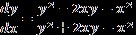 dy/dx = (y² - 2xy - x²)/(y² + 2xy - x²)